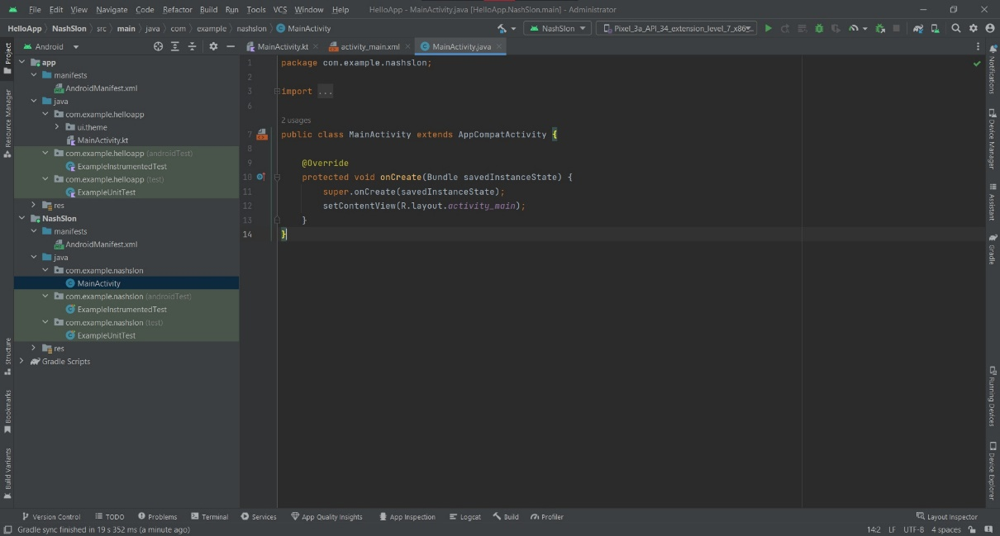 File Edit View Navigate Code Refactor Build Run Tools VCS Window Help HelloApp - MainActivity.java [HelloApp.NashSlon.main] - Administrator
HelloApp NashSlon src main java com example nashslon MainActivity NashSlon Pixel_3a_API_34_extension_level_7_x86_
Android MainActivity.kt activity_main.xml MainActivity.java
Project
Resource Manager
Structure
Bookmarks
Build Variants
app
manifests
AndroidManifest.xml
java
com.example.helloapp
ui.theme
MainActivity.kt
com.example.helloapp (androidTest)
ExampleInstrumentedTest
com.example.helloapp (test)
ExampleUnitTest
res
NashSlon
manifests
AndroidManifest.xml
java
com.example.nashslon
MainActivity
com.example.nashslon (androidTest)
ExampleInstrumentedTest
com.example.nashslon (test)
ExampleUnitTest
res
Gradle Scripts
1 package com.example.nashslon;
2
3 import ...
6
2 usages
7 public class MainActivity extends AppCompatActivity {
8
9 @Override
10 protected void onCreate(Bundle savedInstanceState) {
11 super.onCreate(savedInstanceState);
12 setContentView(R.layout.activity_main);
13 }
14 }
Notifications
Device Manager
Assistant
Gradle
Running Devices
Device Explorer
Version Control TODO Problems Terminal Services App Quality Insights App Inspection Logcat Build Profiler Layout Inspector
Gradle sync finished in 19 s 352 ms (a minute ago) 14:2 LF UTF-8 4 spaces